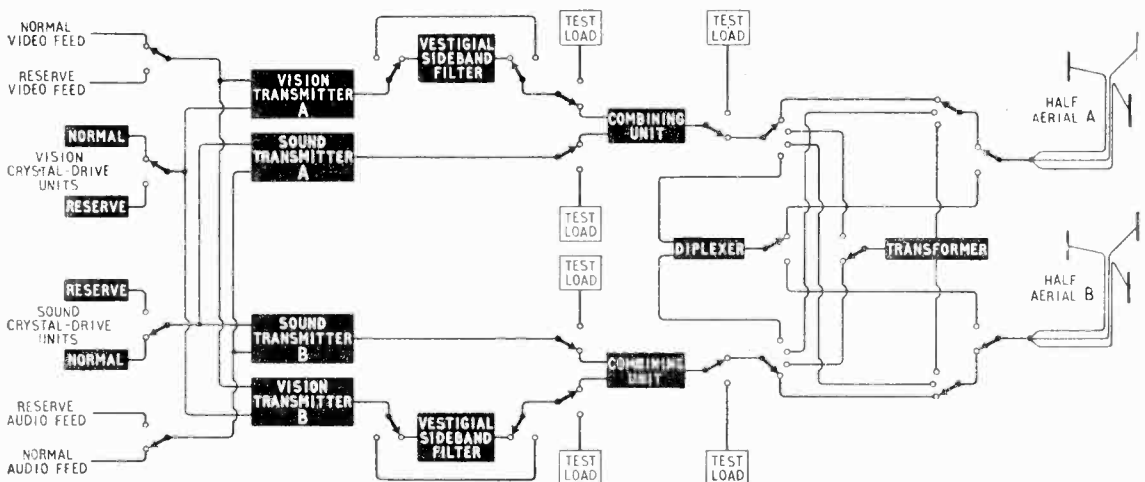 NORMAL
VIDEO FEED
RESERVE
VIDEO FEED
NORMAL
VISION
CRYSTAL-DRIVE
UNITS
RESERVE
RESERVE
SOUND
CRYSTAL-DRIVE
UNITS
NORMAL
RESERVE
AUDIO FEED
NORMAL
AUDIO FEED
VISION
TRANSMITTER
A
SOUND
TRANSMITTER
A
SOUND
TRANSMITTER
B
VISION
TRANSMITTER
B
VESTIGIAL
SIDEBAND
FILTER
VESTIGIAL
SIDEBAND
FILTER
TEST
LOAD
TEST
LOAD
TEST
LOAD
TEST
LOAD
TEST
LOAD
TEST
LOAD
COMBINING
UNIT
COMBINING
UNIT
DIPLEXER
TRANSFORMER
HALF
AERIAL A
HALF
AERIAL B